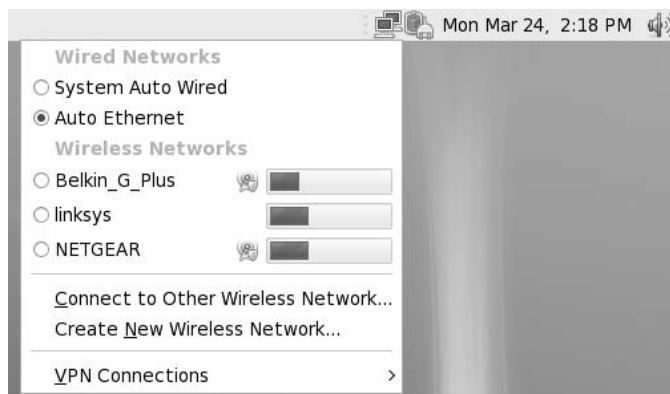 Mon Mar 24, 2:18 PM
Wired Networks
System Auto Wired
Auto Ethernet
Wireless Networks
Belkin_G_Plus
linksys
NETGEAR
Connect to Other Wireless Network...
Create New Wireless Network...
VPN Connections